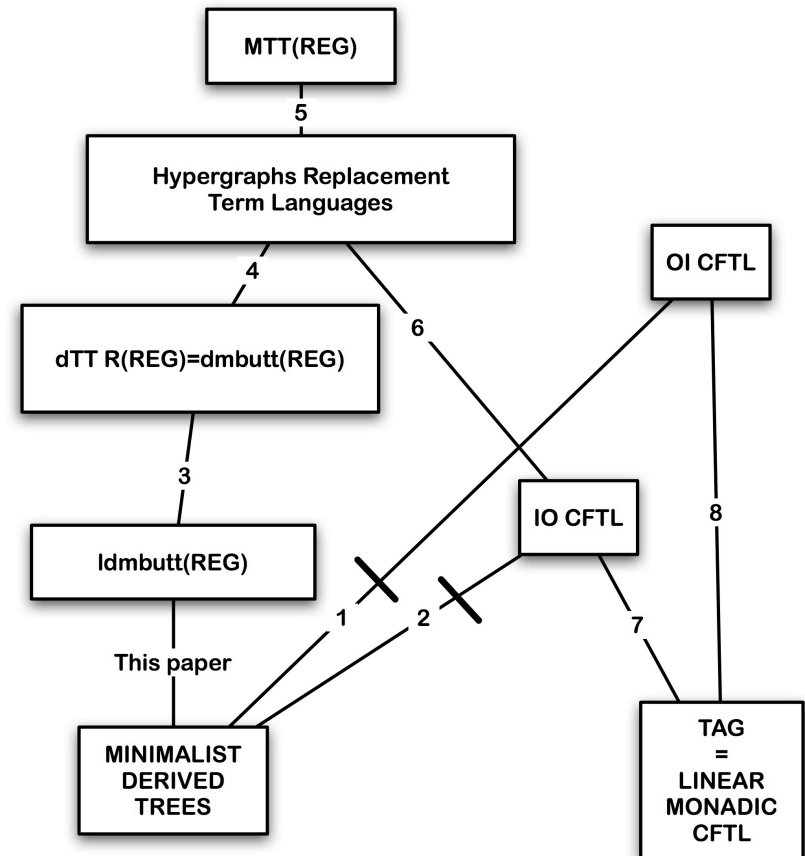 MTT(REG)
5
Hypergraphs Replacement
Term Languages
OI CFTL
4
6
dTT R(REG)=dmbutt(REG)
3
8
IO CFTL
ldmbutt(REG)
1
2
7
This paper
MINIMALIST
DERIVED
TREES
TAG
=
LINEAR
MONADIC
CFTL